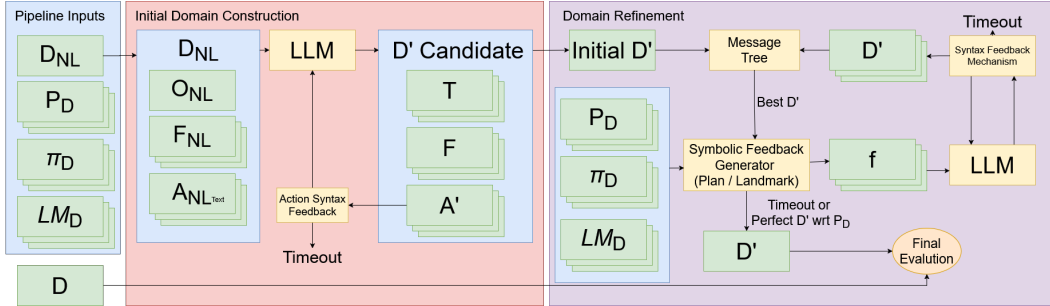 Pipeline Inputs
D_NL
P_D
π_D
LM_D
D
Initial Domain Construction
D_NL
O_NL
F_NL
A_NL_Text
LLM
Action Syntax
Feedback
Timeout
D' Candidate
T
F
A'
Domain Refinement
Initial D'
Message
Tree
D'
Timeout
Syntax Feedback
Mechanism
Best D'
P_D
π_D
LM_D
Symbolic Feedback
Generator
(Plan / Landmark)
f
LLM
Timeout or
Perfect D' wrt P_D
D'
Final
Evalution